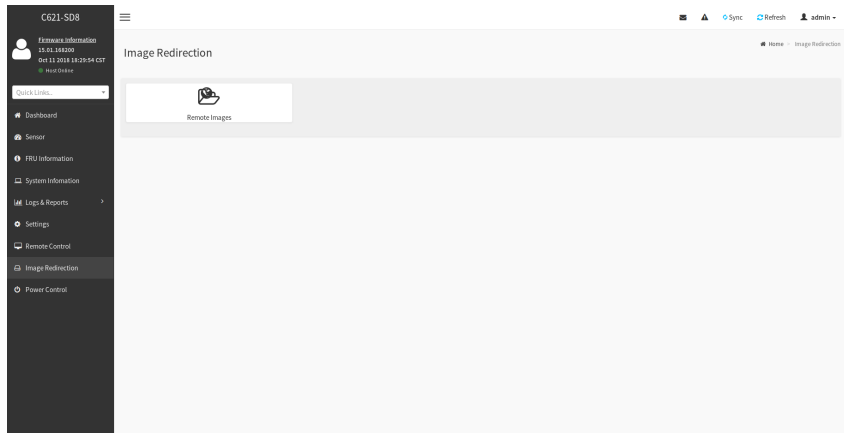 C621-SD8
Sync
Refresh
admin
Firmware Information
15.01.168200
Oct 11 2018 18:29:54 CST
Host Online
Quick Links..
Dashboard
Sensor
FRU Information
System Infomation
Logs & Reports
Settings
Remote Control
Image Redirection
Power Control
Image Redirection
Home > Image Redirection
Remote Images